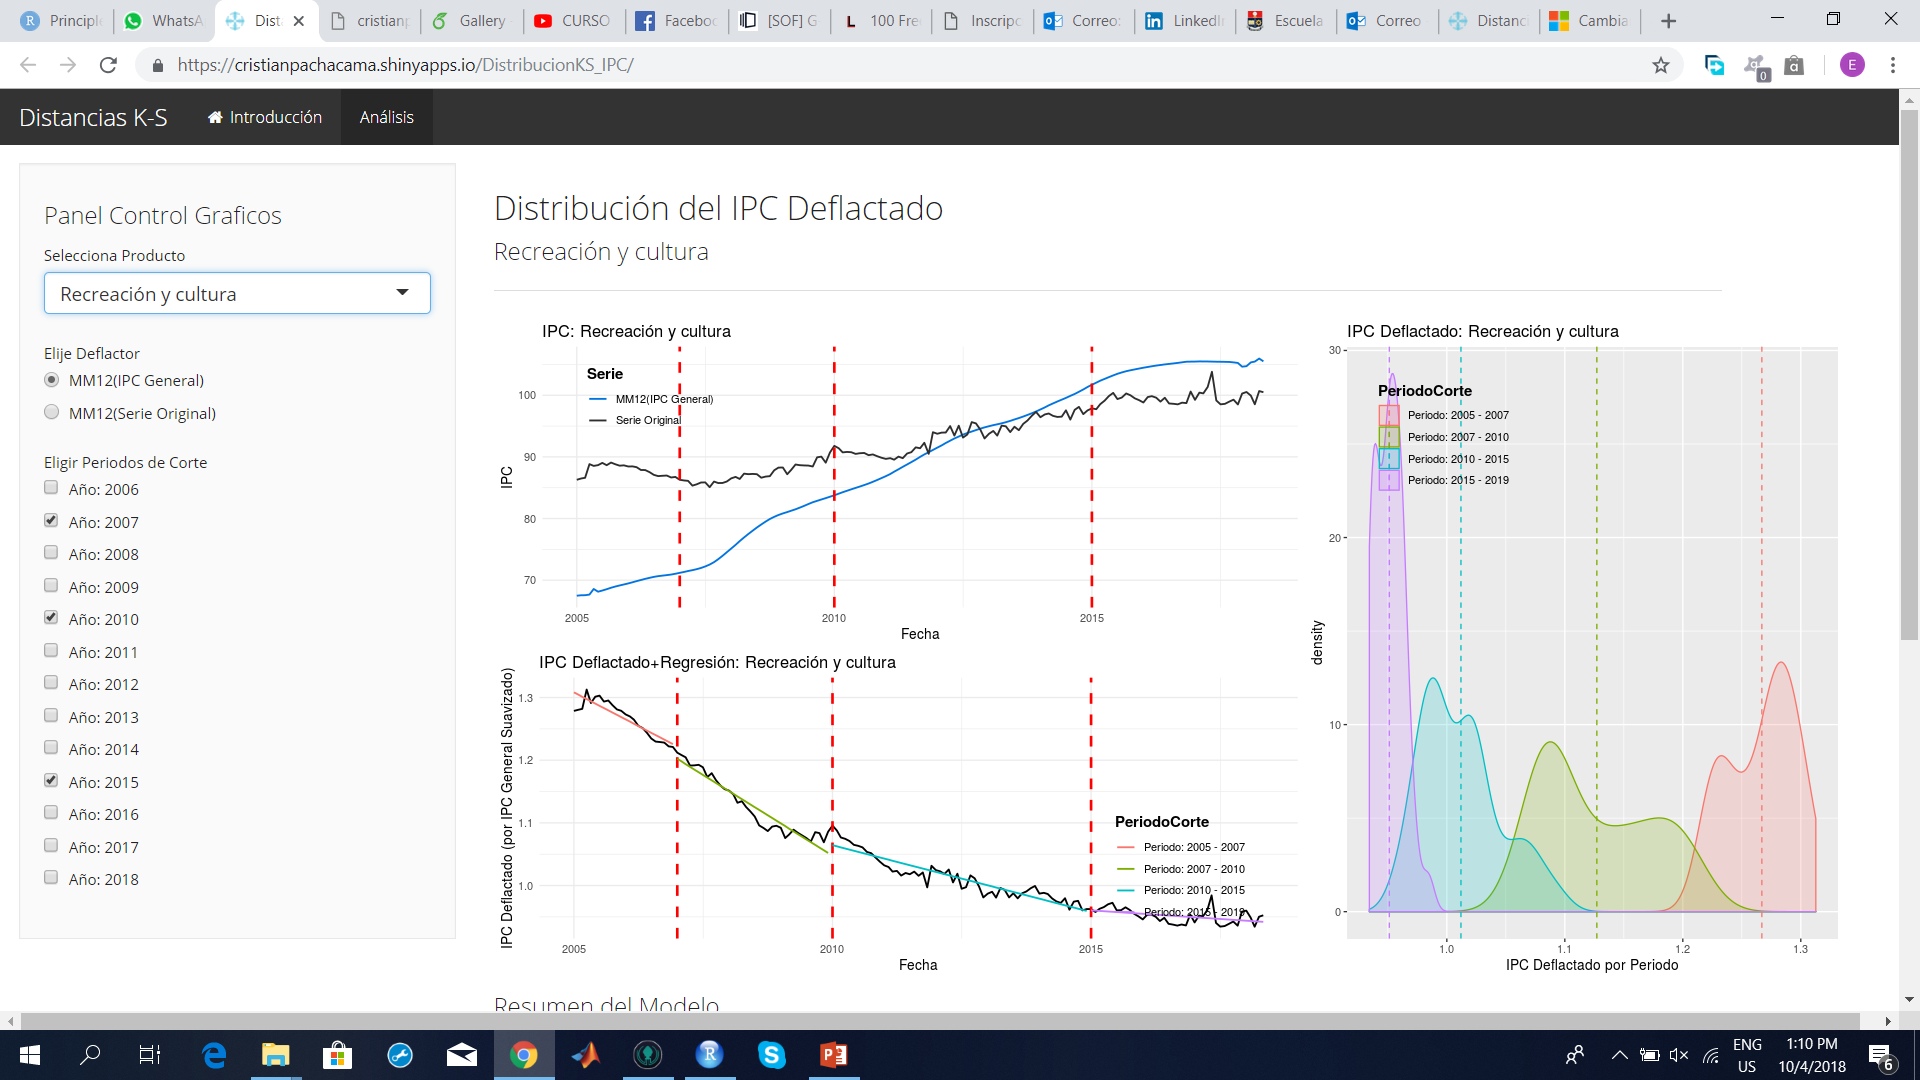 Principl
WhatsA
Dist
cristianp
Gallery
CURSO
Faceboo
[SOF] G
100 Fre
Inscripc
Correo:
LinkedIn
Escuela
Correo
Distanc
Cambia
https://cristianpachacama.shinyapps.io/DistribucionKS_IPC/
0
E
Distancias K-S
Introducción
Análisis
Panel Control Graficos
Selecciona Producto
Recreación y cultura
Elije Deflactor
MM12(IPC General)
MM12(Serie Original)
Eligir Periodos de Corte
Año: 2006
Año: 2007
Año: 2008
Año: 2009
Año: 2010
Año: 2011
Año: 2012
Año: 2013
Año: 2014
Año: 2015
Año: 2016
Año: 2017
Año: 2018
Distribución del IPC Deflactado
Recreación y cultura
IPC: Recreación y cultura
Serie
MM12(IPC General)
Serie Original
100
90
80
70
IPC
2005
2010
2015
Fecha
IPC Deflactado+Regresión: Recreación y cultura
IPC Deflactado (por IPC General Suavizado)
1.3
1.2
1.1
1.0
PeriodoCorte
Periodo: 2005 - 2007
Periodo: 2007 - 2010
Periodo: 2010 - 2015
Periodo: 2015 - 2019
2005
2010
2015
Fecha
IPC Deflactado: Recreación y cultura
30
20
10
0
density
PeriodoCorte
Periodo: 2005 - 2007
Periodo: 2007 - 2010
Periodo: 2010 - 2015
Periodo: 2015 - 2019
1.0
1.1
1.2
1.3
IPC Deflactado por Periodo
Resumen del Modelo
ENG
US
1:10 PM
10/4/2018
6